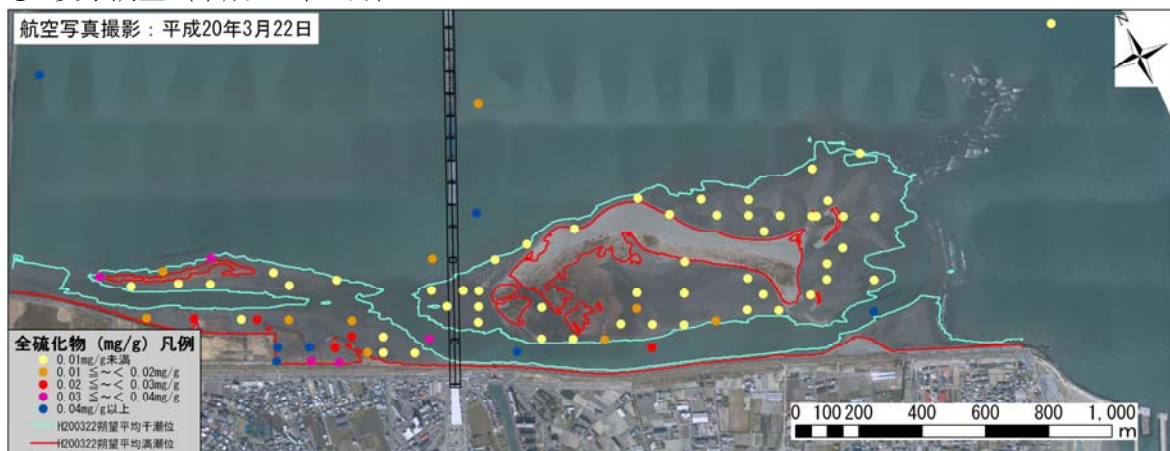 航空写真撮影：平成20年3月22日
N
全硫化物 (mg/g) 凡例
0.01mg/g未満
0.01 ≦～< 0.02mg/g
0.02 ≦～< 0.03mg/g
0.03 ≦～< 0.04mg/g
0.04mg/g以上
H200322朔望平均干潮位
H200322朔望平均満潮位
0 100 200 400 600 800 1,000
m